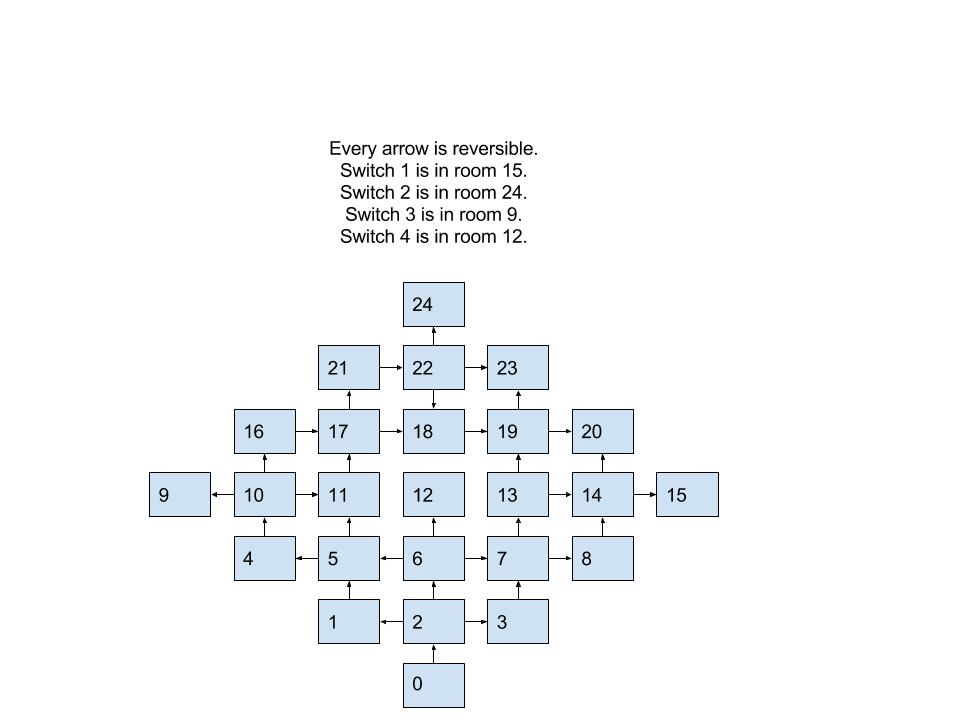 Every arrow is reversible.
Switch 1 is in room 15.
Switch 2 is in room 24.
Switch 3 is in room 9.
Switch 4 is in room 12.
24
21 22 23
16 17 18 19 20
9 10 11 12 13 14 15
4 5 6 7 8
1 2 3
0